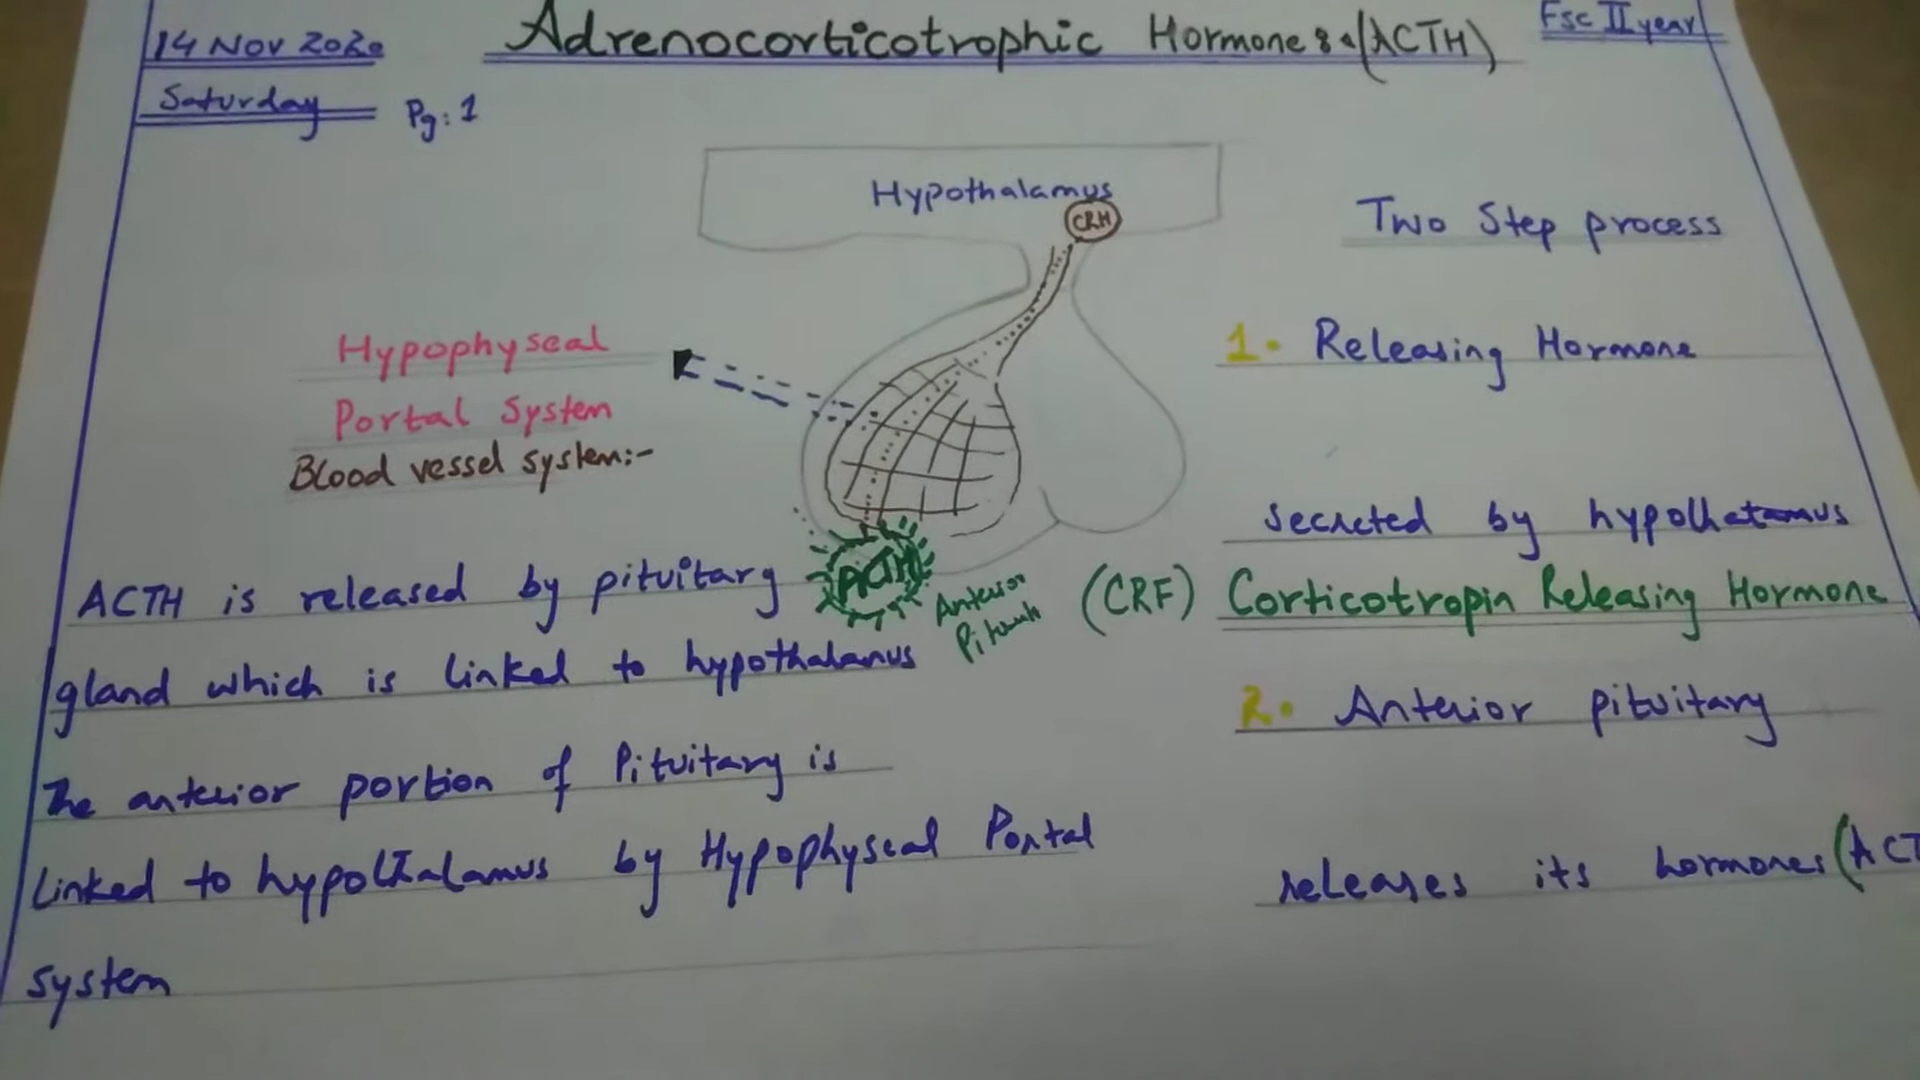 14 Nov 2020
Adrenocorticotrophic Hormone :- (ACTH)
Fsc II year
Saturday
Pg: 1
Hypothalamus
CRH
Two Step process
Hypophyseal
Portal System
Blood vessel system:-
1. Releasing Hormone
secreted by hypothatamus
ACTH is released by pituitary
gland which is linked to hypothalamus
ACTH
Anterior
(CRF) Corticotropin Releasing Hormone
2. Anterior pituitary
The anterior portion of Pituitary is
linked to hypothalamus by Hypophyseal Portal
system
releases its hormones (ACT